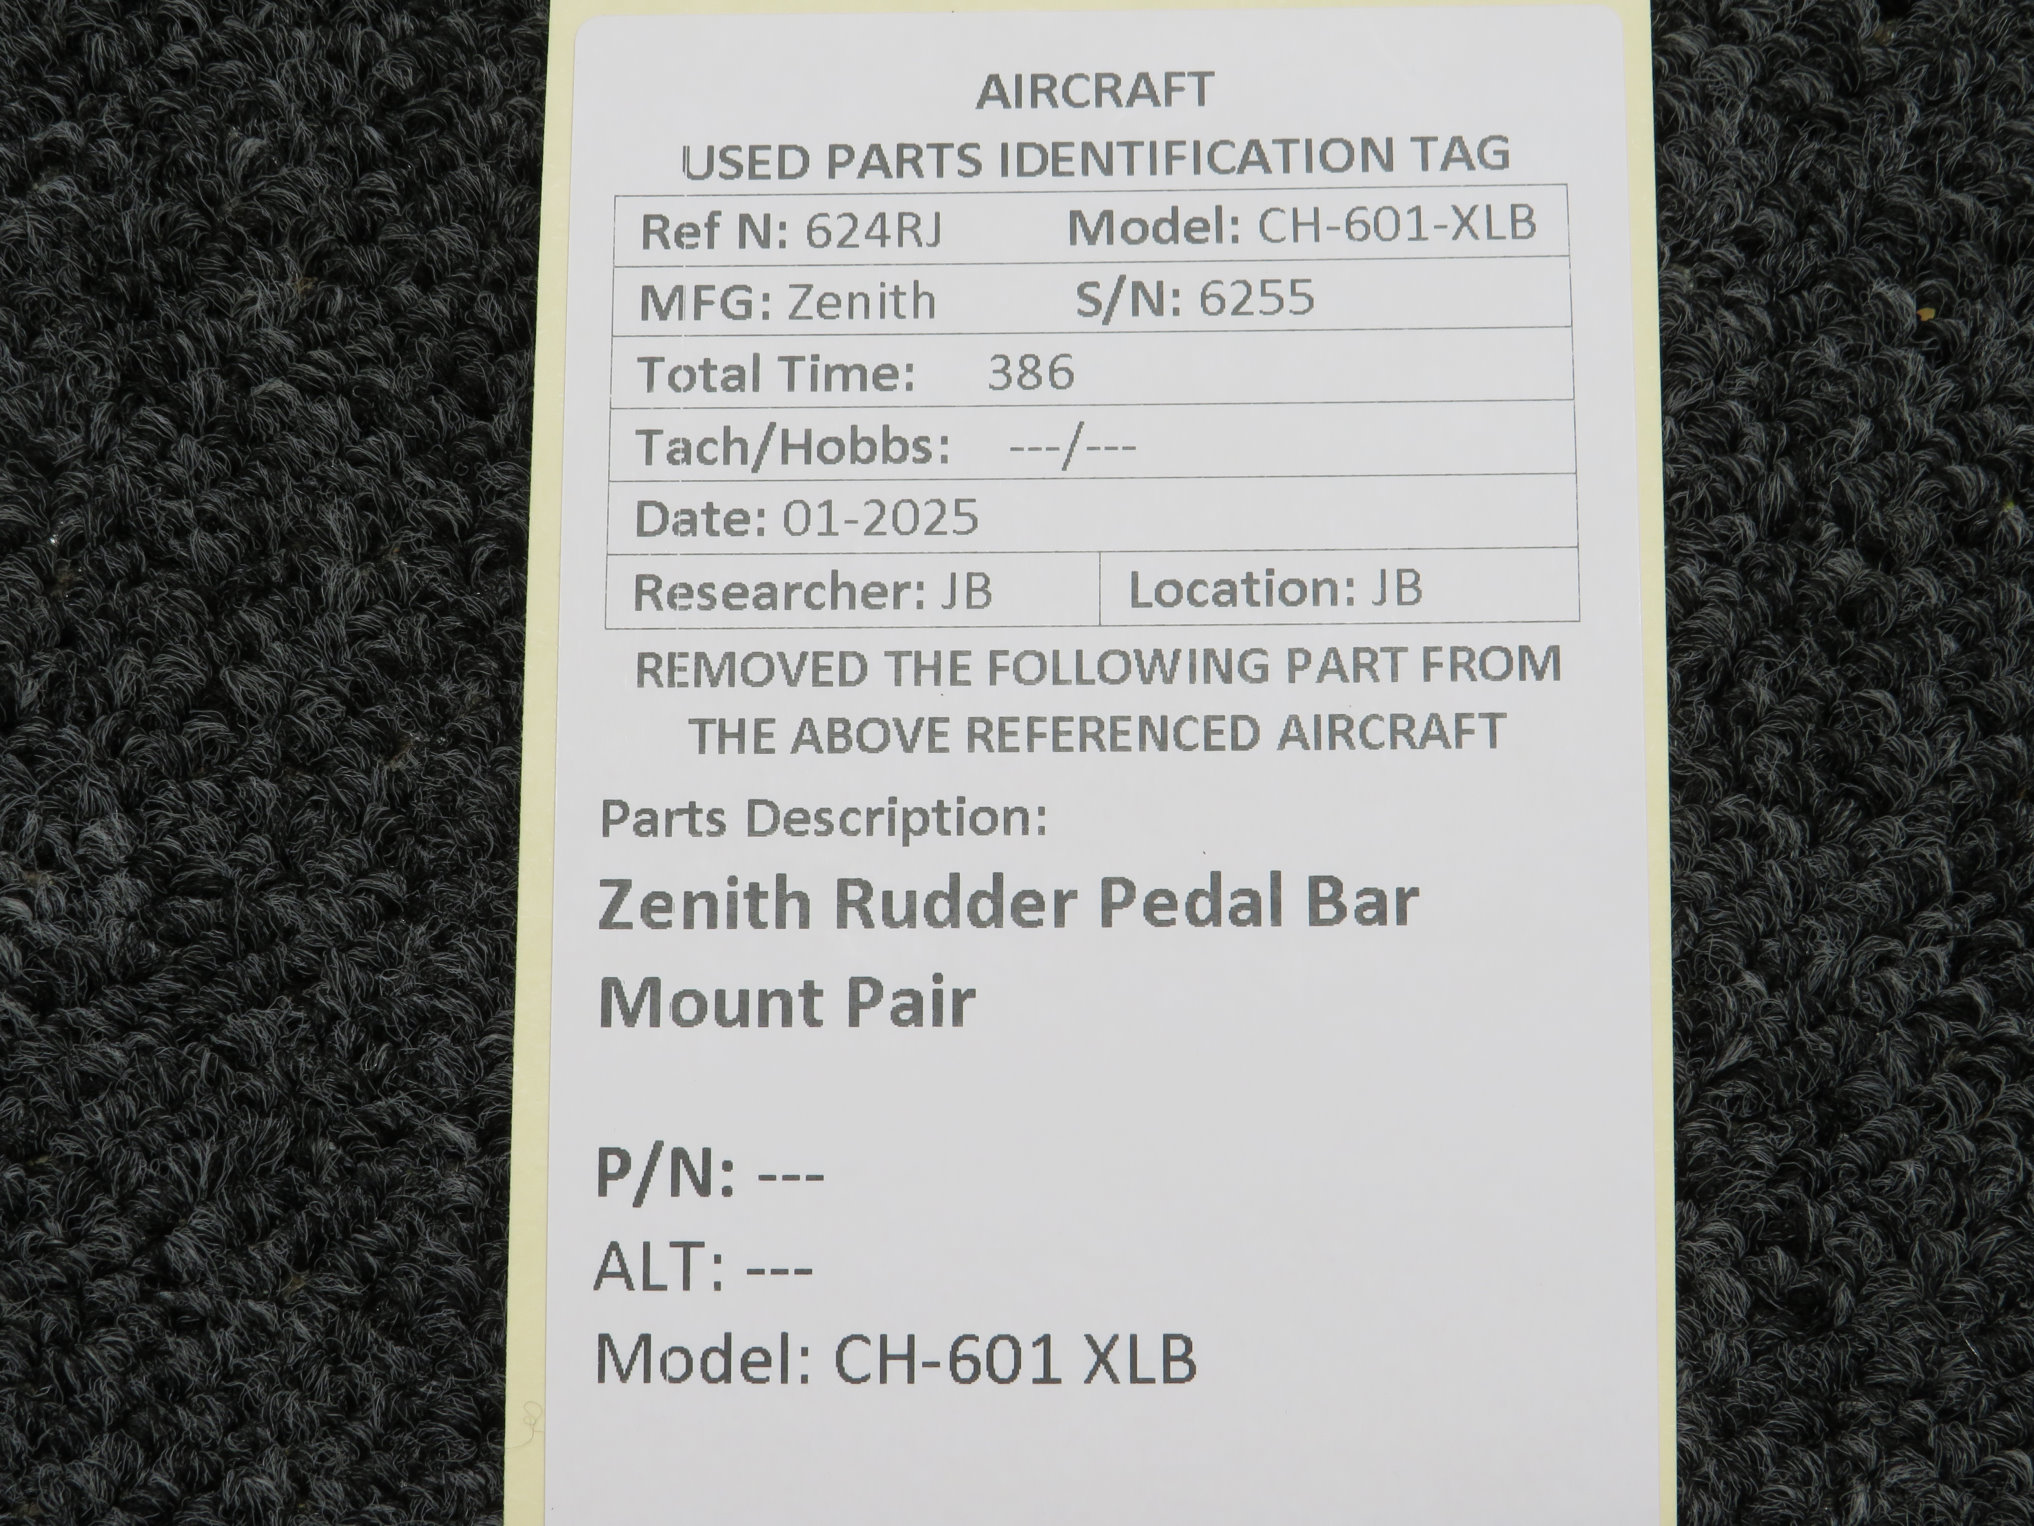 AIRCRAFT
USED PARTS IDENTIFICATION TAG
Ref N: 624RJ Model: CH-601-XLB
MFG: Zenith S/N: 6255
Total Time: 386
Tach/Hobbs: ---/---
Date: 01-2025
Researcher: JB Location: JB
REMOVED THE FOLLOWING PART FROM
THE ABOVE REFERENCED AIRCRAFT
Parts Description:
Zenith Rudder Pedal Bar
Mount Pair
P/N: ---
ALT: ---
Model: CH-601 XLB